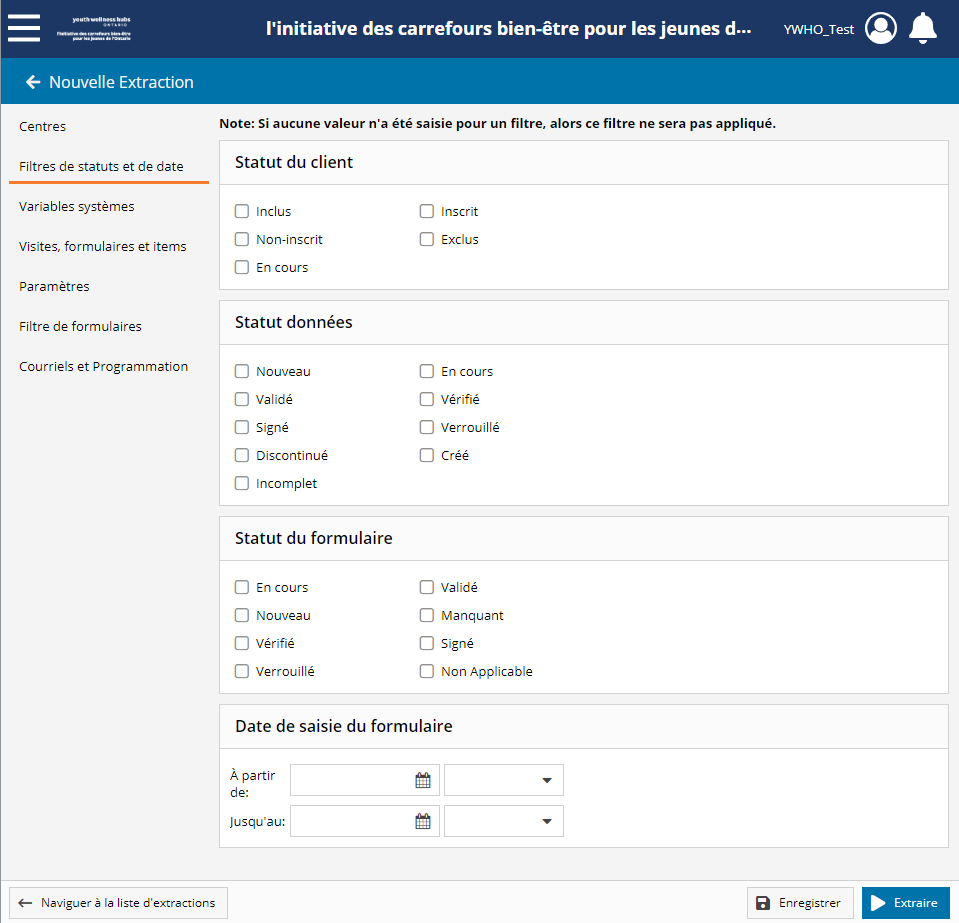 youth wellness hubs
ONTARIO
l'initiative des carrefours bien-être
pour les jeunes de l'Ontario
l'initiative des carrefours bien-être pour les jeunes d...
YWHO_Test
Nouvelle Extraction
Centres
Filtres de statuts et de date
Variables systèmes
Visites, formulaires et items
Paramètres
Filtre de formulaires
Courriels et Programmation
Note: Si aucune valeur n'a été saisie pour un filtre, alors ce filtre ne sera pas appliqué.
Statut du client
Inclus
Inscrit
Non-inscrit
Exclus
En cours
Statut données
Nouveau
En cours
Validé
Vérifié
Signé
Verrouillé
Discontinué
Créé
Incomplet
Statut du formulaire
En cours
Validé
Nouveau
Manquant
Vérifié
Signé
Verrouillé
Non Applicable
Date de saisie du formulaire
À partir
de:
Jusqu'au:
Naviguer à la liste d'extractions
Enregistrer
Extraire